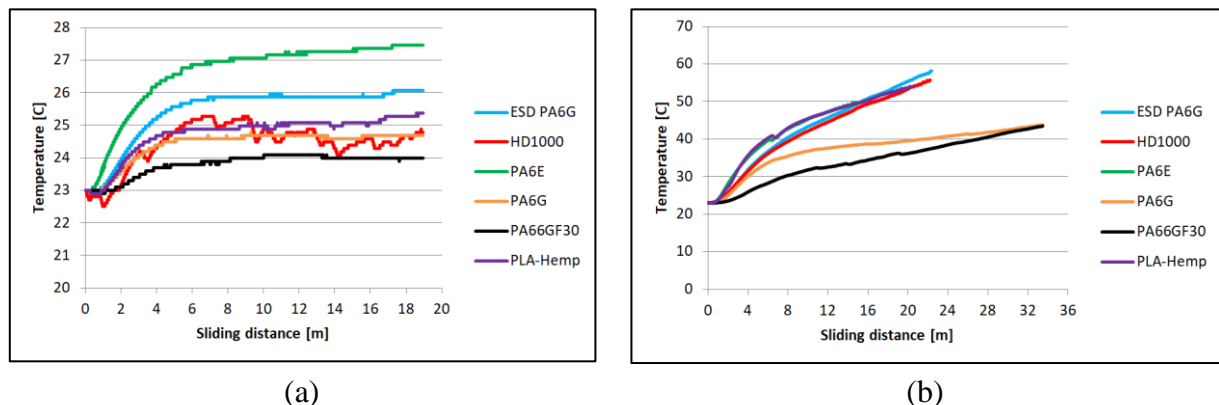 28
27
26
25
24
23
22
21
20
Temperature [C]
0 2 4 6 8 10 12 14 16 18 20
Sliding distance [m]
ESD PA6G
HD1000
PA6E
PA6G
PA66GF30
PLA-Hemp
(a)
70
60
50
40
30
20
10
0
Temperature [C]
0 4 8 12 16 20 24 28 32 36
Sliding distance [m]
ESD PA6G
HD1000
PA6E
PA6G
PA66GF30
PLA-Hemp
(b)